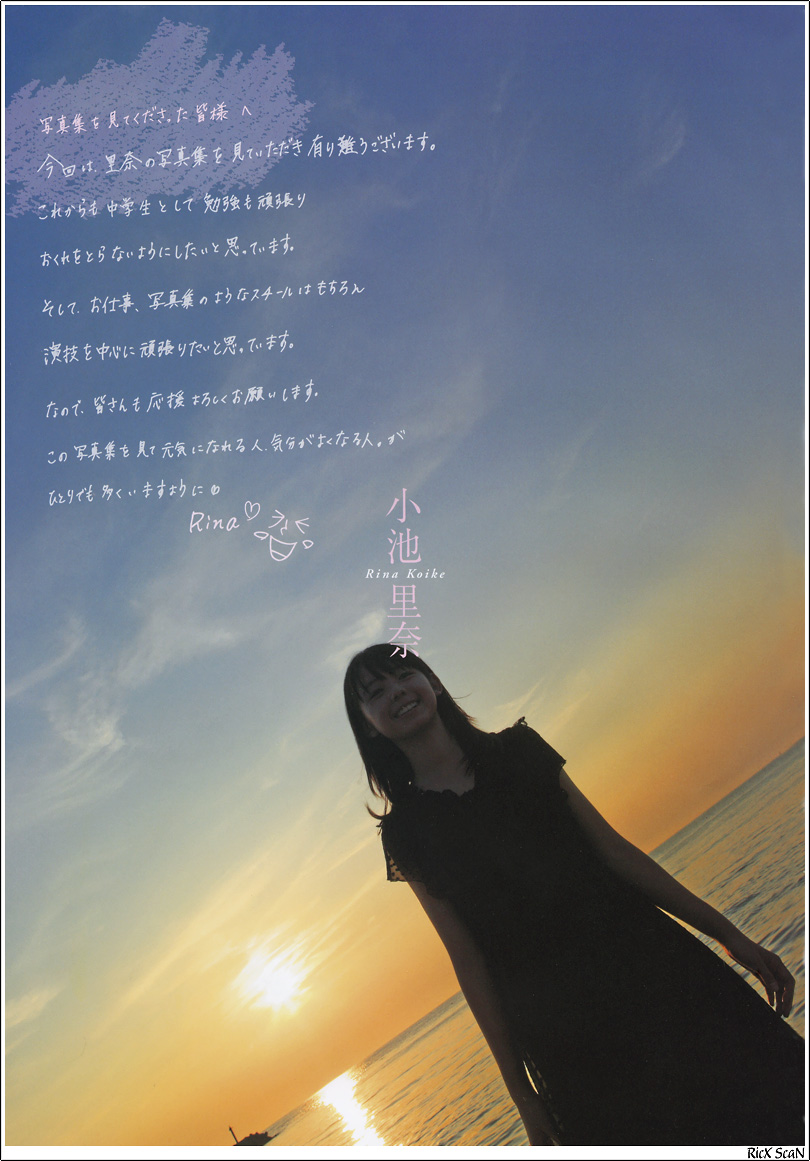 写真集を見てくださった皆様へ
今回は、里奈の写真集を見ていただき有り難うございます。
これからも中学生として勉強も頑張り
おくれをとらないようにしたいと思っています。
そして、お仕事、写真集のようなスチールはもちろん
演技を中心に頑張りたいと思っています。
なので、皆さんも応援よろしくお願いします。
この写真集を見て元気になれる人、気分がよくなる人。が
ひとりでも多くいますように
Rina♡
小池里奈
Rina Koike
RicX ScaN